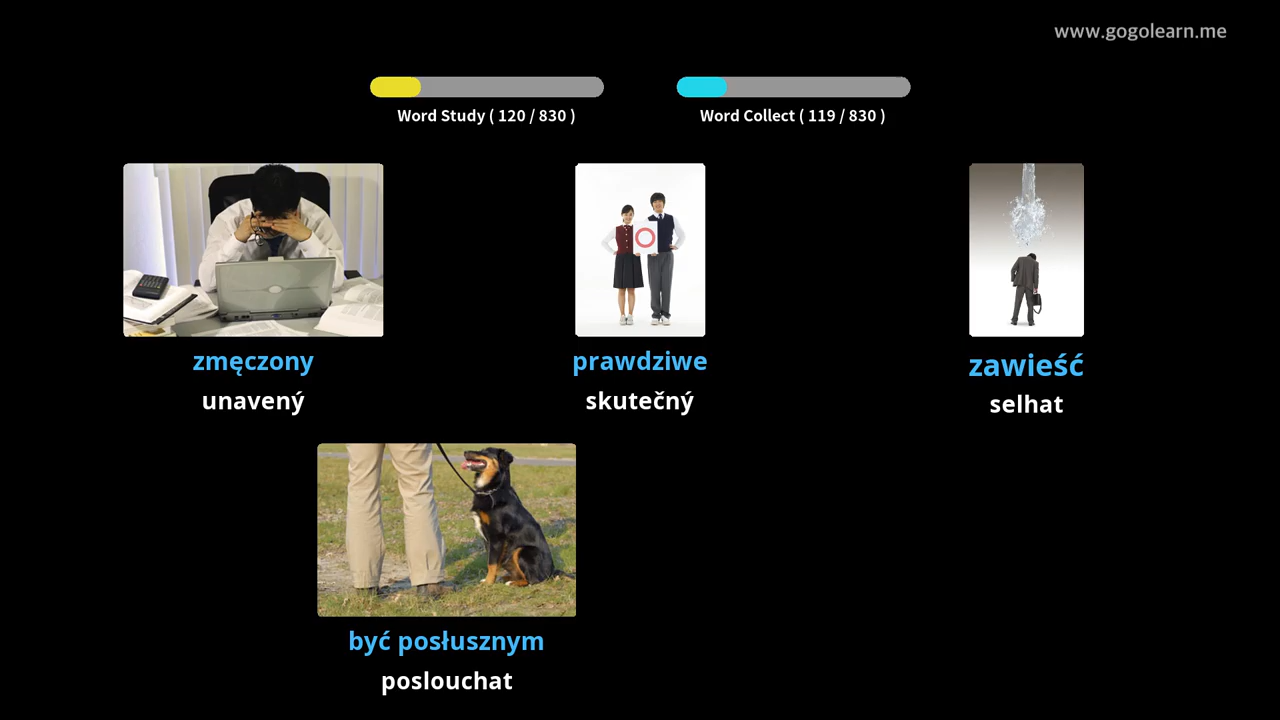 www.gogolearn.me
Word Study ( 120 / 830 )
Word Collect ( 119 / 830 )
zmęczony
unavený
prawdziwe
skutečný
zawieść
selhat
być posłusznym
poslouchat